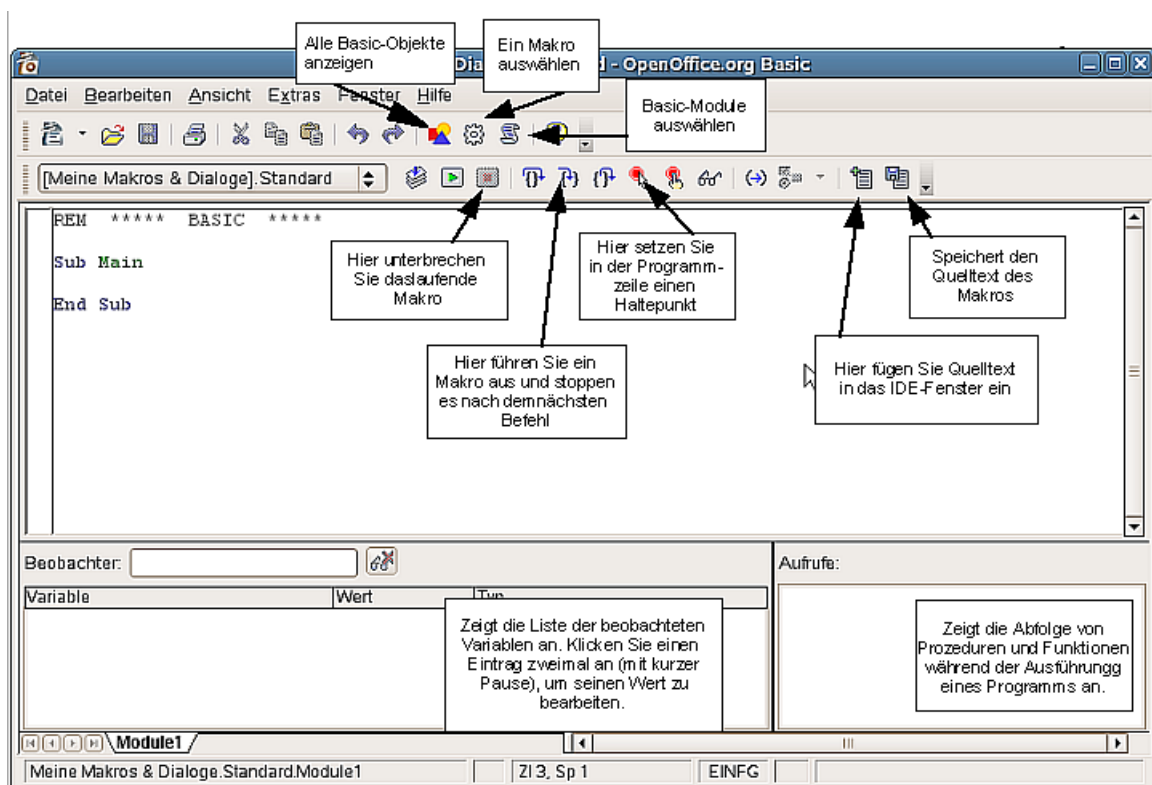 Alle Basic-Objekte
anzeigen
Ein Makro
auswählen
- OpenOffice.org Basic
Datei Bearbeiten Ansicht Extras Fenster Hilfe
Basic-Module
auswählen
[Meine Makros & Dialoge].Standard
REM ***** BASIC *****
Sub Main
End Sub
Hier unterbrechen
Sie daslaufende
Makro
Hier setzen Sie
in der Programm-
zeile einen
Haltepunkt
Speichert den
Quelltext des
Makros
Hier führen Sie ein
Makro aus und stoppen
es nach demnächsten
Befehl
Hier fügen Sie Quelltext
in das IDE-Fenster ein
Beobachter:
Aufrufe:
Variable Wert Typ
Zeigt die Liste der beobachteten
Variablen an. Klicken Sie einen
Eintrag zweimal an (mit kurzer
Pause), um seinen Wert zu
bearbeiten.
Zeigt die Abfolge von
Prozeduren und Funktionen
während der Ausführungg
eines Programms an.
Module1
Meine Makros & Dialoge.Standard.Module1 Zl 3, Sp 1 EINFG